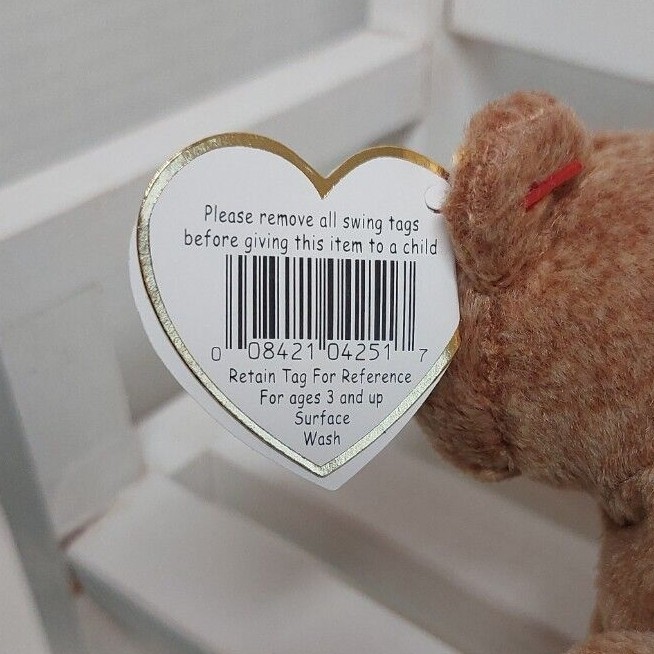 Please remove all swing tags
before giving this item to a child
0 08421 04251 7
Retain Tag For Reference
For ages 3 and up
Surface
Wash